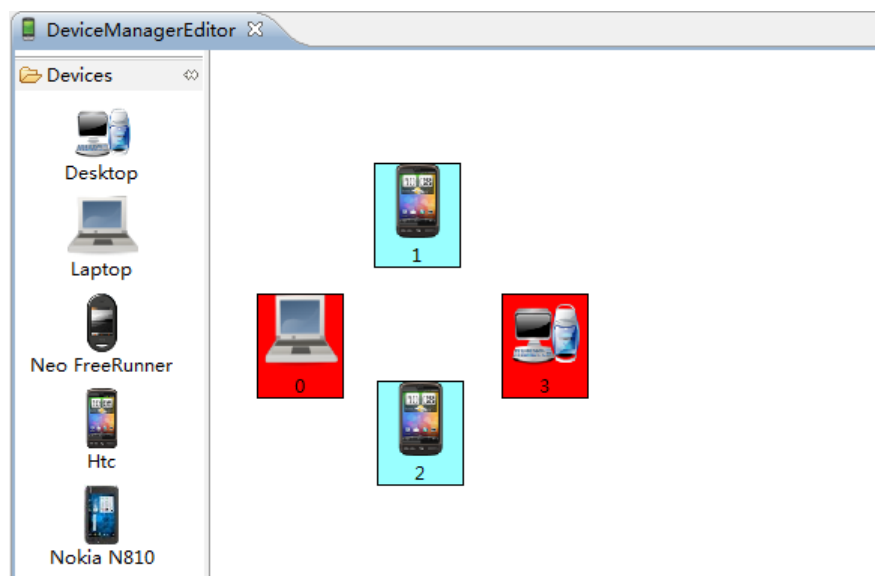 DeviceManagerEditor
Devices
Desktop
Laptop
Neo FreeRunner
Htc
Nokia N810
1
0
3
2